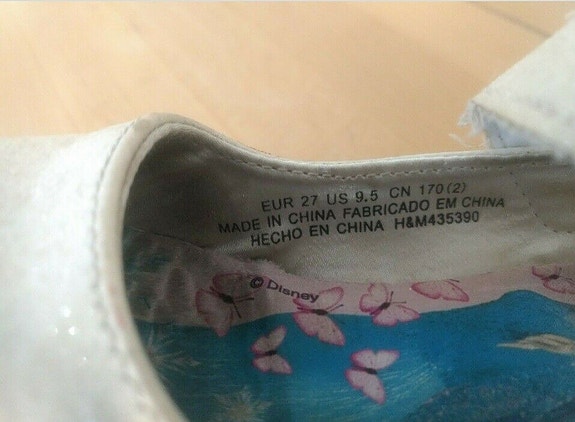 EUR 27 US 9.5 CN 170(2)
MADE IN CHINA FABRICADO EM CHINA
HECHO EN CHINA H&M435390
© Disney